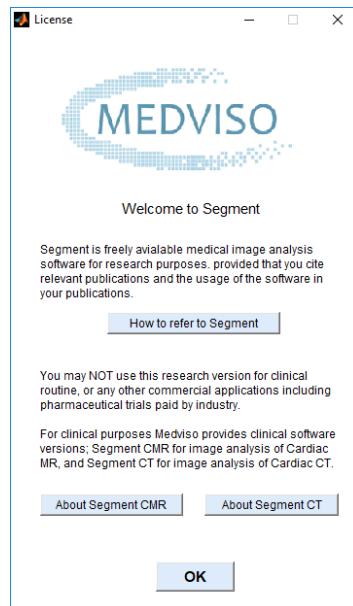 License
MEDVISO
Welcome to Segment
Segment is freely avialable medical image analysis
software for research purposes. provided that you cite
relevant publications and the usage of the software in
your publications.
How to refer to Segment
You may NOT use this research version for clinical
routine, or any other commercial applications including
pharmaceutical trials paid by industry.
For clinical purposes Medviso provides clinical software
versions; Segment CMR for image analysis of Cardiac
MR, and Segment CT for image analysis of Cardiac CT.
About Segment CMR
About Segment CT
OK